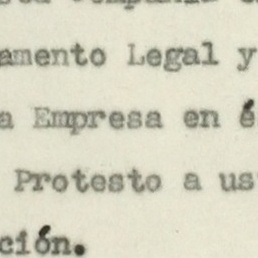 amento Legal y
a Empresa en é
Protesto a us
ción.